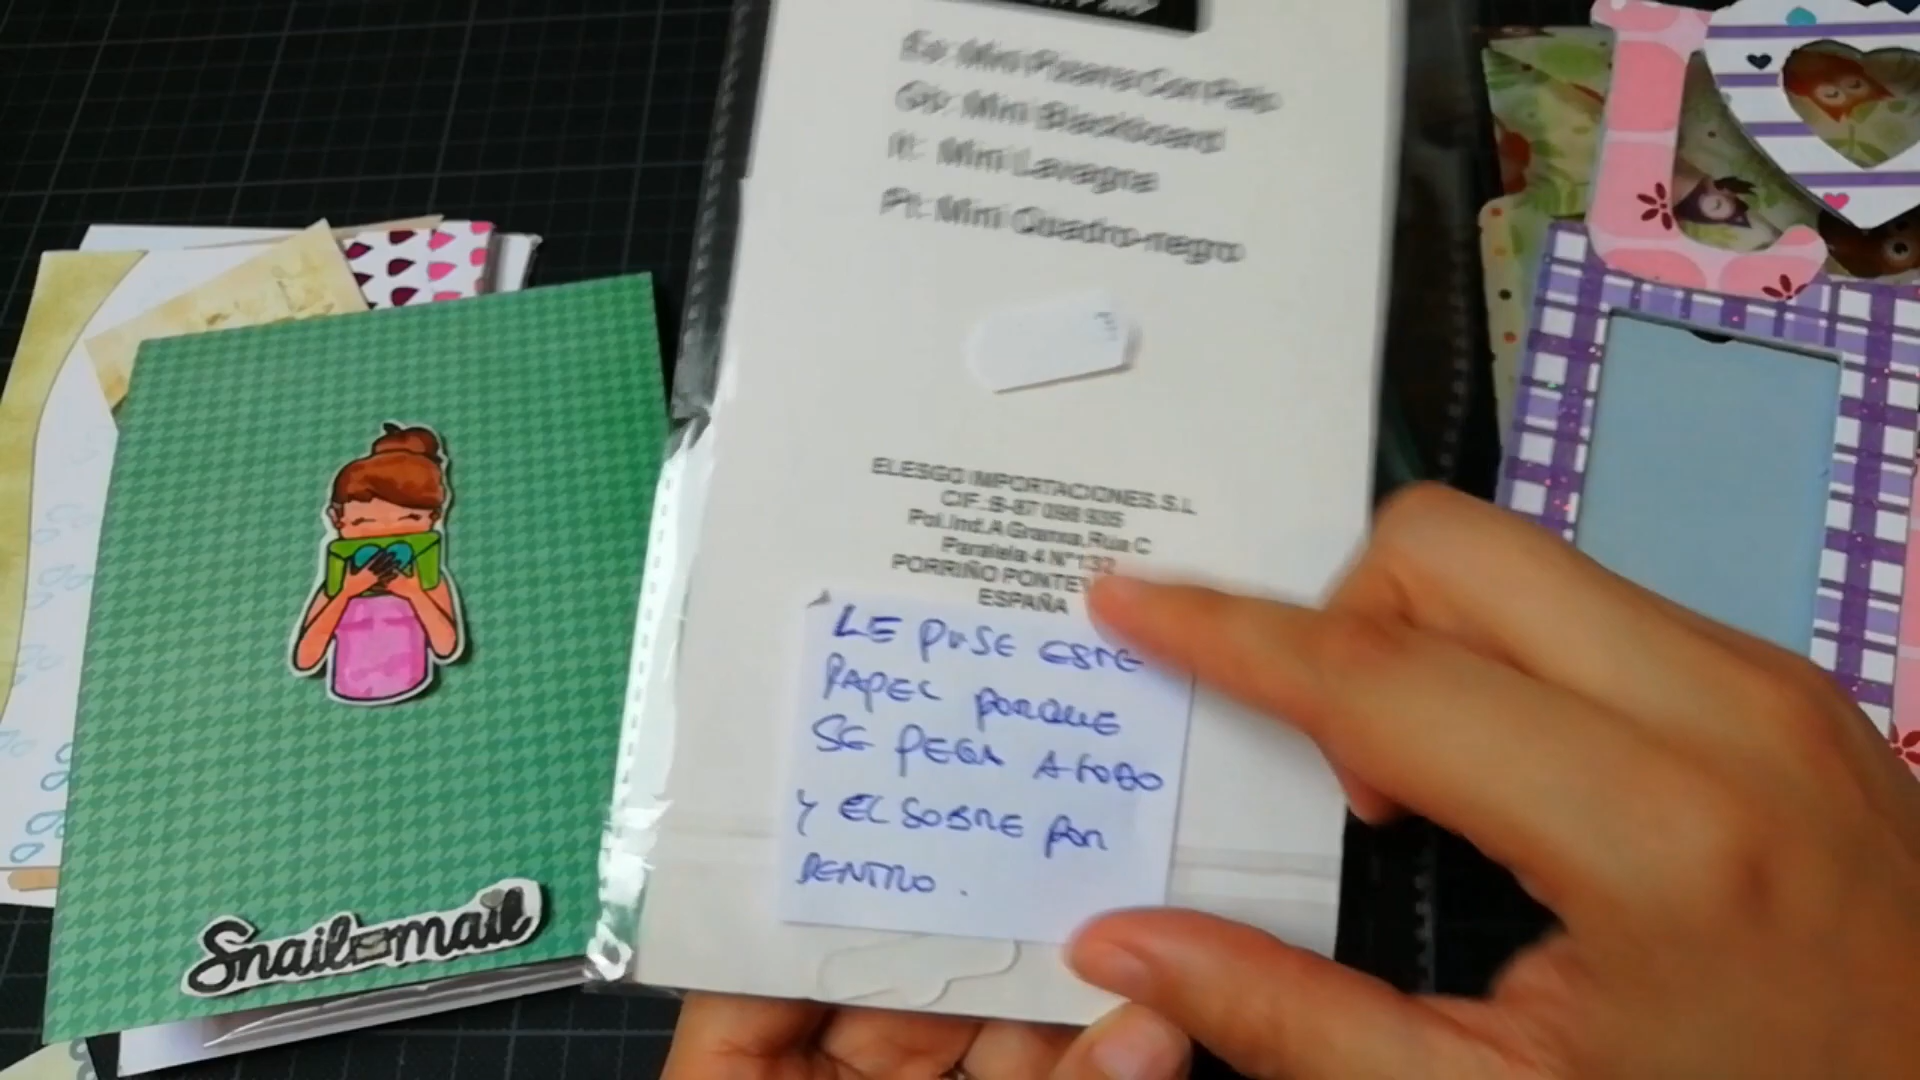 Es: Mini Pizarra Con Palo
Gb: Mini Blackboard
It: Mini Lavagna
Pt: Mini Quadro-negro
ELESGO IMPORTACIONES.S.L
CIF.:B-87 098 935
Pol.Ind.A Granxa,Rua C
Paralela 4 Nº132
PORRIÑO
ESPAÑA
LE PUSE ESTE
PAPEL PORQUE
SE PEGA A TODO
Y EL SOBRE POR
DENTRO.
Snail mail